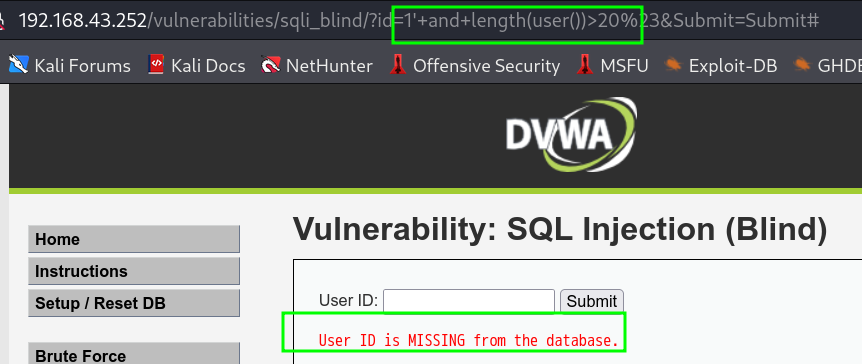 192.168.43.252/vulnerabilities/sqli_blind/?id=1'+and+length(user())>20%23&Submit=Submit#
Kali Forums Kali Docs NetHunter Offensive Security MSFU Exploit-DB
DVWA
Vulnerability: SQL Injection (Blind)
Home
Instructions
Setup / Reset DB
Brute Force
User ID: Submit
User ID is MISSING from the database.